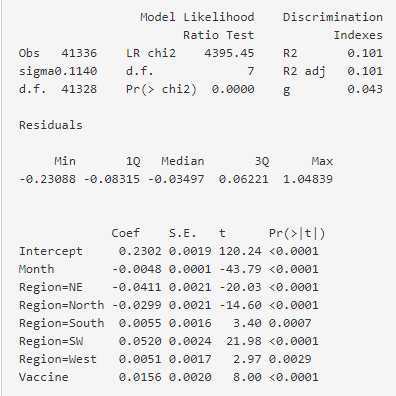 Model Likelihood    Discrimination
Ratio Test           Indexes
Obs   41336    LR chi2    4395.45    R2       0.101
sigma0.1140    d.f.             7    R2 adj   0.101
d.f.  41328    Pr(> chi2)  0.0000    g        0.043
Residuals
Min       1Q   Median       3Q      Max
-0.23088 -0.08315 -0.03497  0.06221  1.04839
Coef    S.E.   t      Pr(>|t|)
Intercept     0.2302 0.0019 120.24 <0.0001
Month        -0.0048 0.0001 -43.79 <0.0001
Region=NE    -0.0411 0.0021 -20.03 <0.0001
Region=North -0.0299 0.0021 -14.60 <0.0001
Region=South  0.0055 0.0016   3.40 0.0007
Region=SW     0.0520 0.0024  21.98 <0.0001
Region=West   0.0051 0.0017   2.97 0.0029
Vaccine       0.0156 0.0020   8.00 <0.0001